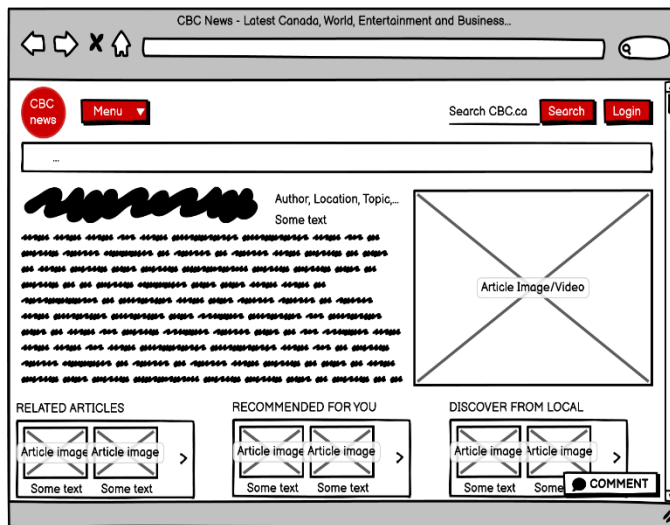 CBC News - Latest Canada, World, Entertainment and Business...
CBC
news
Menu
Search CBC.ca
Search
Login
...
Author, Location, Topic,...
Some text
Article Image/Video
RELATED ARTICLES
RECOMMENDED FOR YOU
DISCOVER FROM LOCAL
Article image Article image
Article image Article image
Article image Article image
Some text Some text
Some text Some text
Some text Some
COMMENT